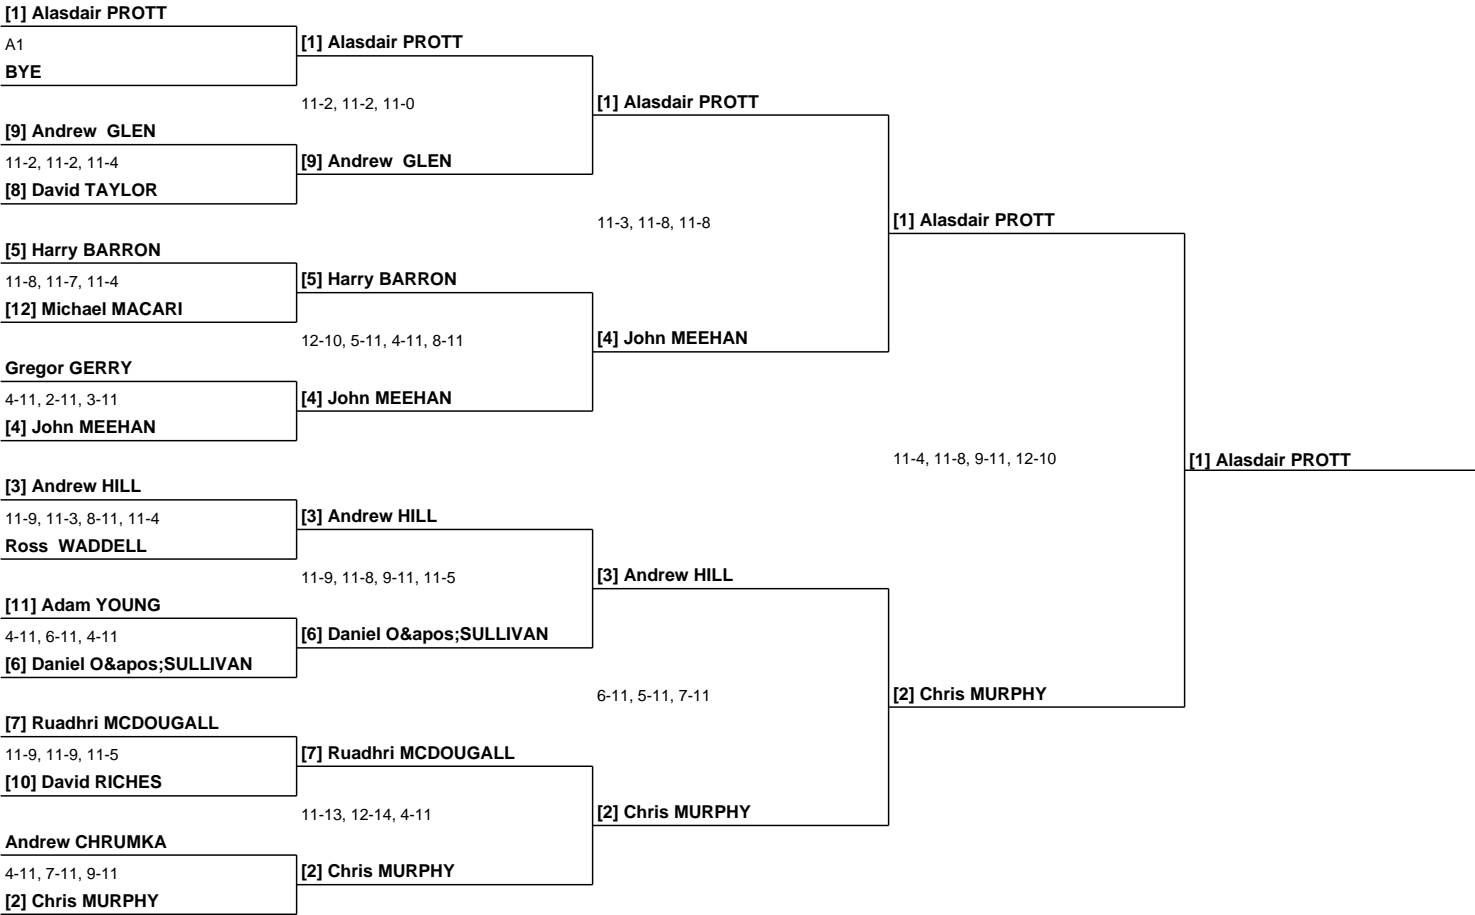 [1] Alasdair PROTT
A1
BYE
[9] Andrew  GLEN
11-2, 11-2, 11-4
[8] David TAYLOR
[5] Harry BARRON
11-8, 11-7, 11-4
[12] Michael MACARI
Gregor GERRY
4-11, 2-11, 3-11
[4] John MEEHAN
[3] Andrew HILL
11-9, 11-3, 8-11, 11-4
Ross  WADDELL
[11] Adam YOUNG
4-11, 6-11, 4-11
[6] Daniel O&apos;SULLIVAN
[7] Ruadhri MCDOUGALL
11-9, 11-9, 11-5
[10] David RICHES
Andrew CHRUMKA
4-11, 7-11, 9-11
[2] Chris MURPHY
[1] Alasdair PROTT
11-2, 11-2, 11-0
[9] Andrew  GLEN
[5] Harry BARRON
12-10, 5-11, 4-11, 8-11
[4] John MEEHAN
[3] Andrew HILL
11-9, 11-8, 9-11, 11-5
[6] Daniel O&apos;SULLIVAN
[7] Ruadhri MCDOUGALL
11-13, 12-14, 4-11
[2] Chris MURPHY
[1] Alasdair PROTT
11-3, 11-8, 11-8
[4] John MEEHAN
[3] Andrew HILL
6-11, 5-11, 7-11
[2] Chris MURPHY
[1] Alasdair PROTT
11-4, 11-8, 9-11, 12-10
[2] Chris MURPHY
[1] Alasdair PROTT